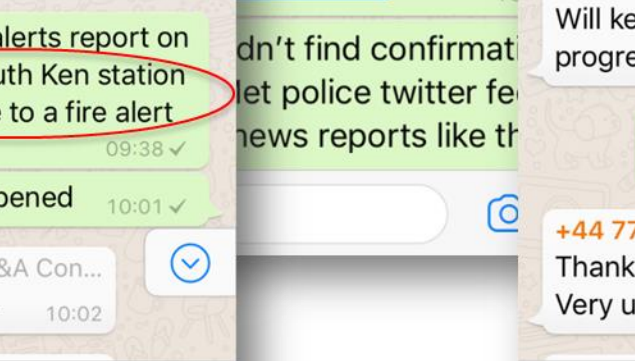 alerts report on
uth Ken station
e to a fire alert
09:38
pened
10:01
&A Con...
10:02
dn't find confirmati
let police twitter fe
news reports like th
Will ke
progre
+44 77
Thank
Very u